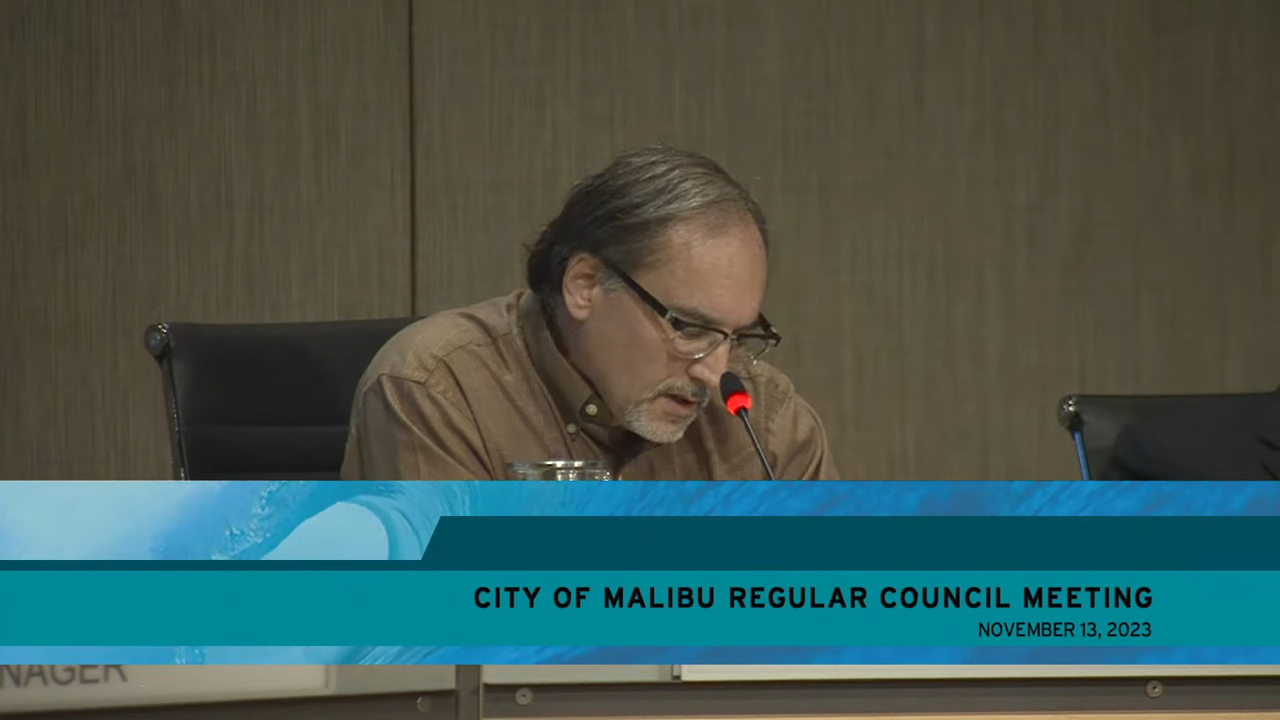 CITY OF MALIBU REGULAR COUNCIL MEETING
NOVEMBER 13, 2023
NAGER